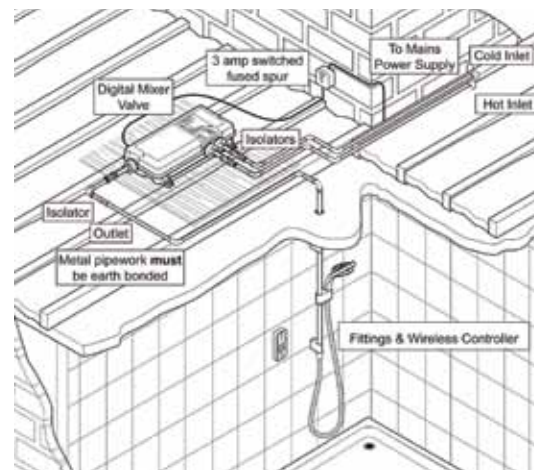 3 amp switched
fused spur
To Mains
Power Supply
Cold Inlet
Digital Mixer
Valve
Hot Inlet
Isolators
Isolator
Outlet
Metal pipework must
be earth bonded
Fittings & Wireless Controller